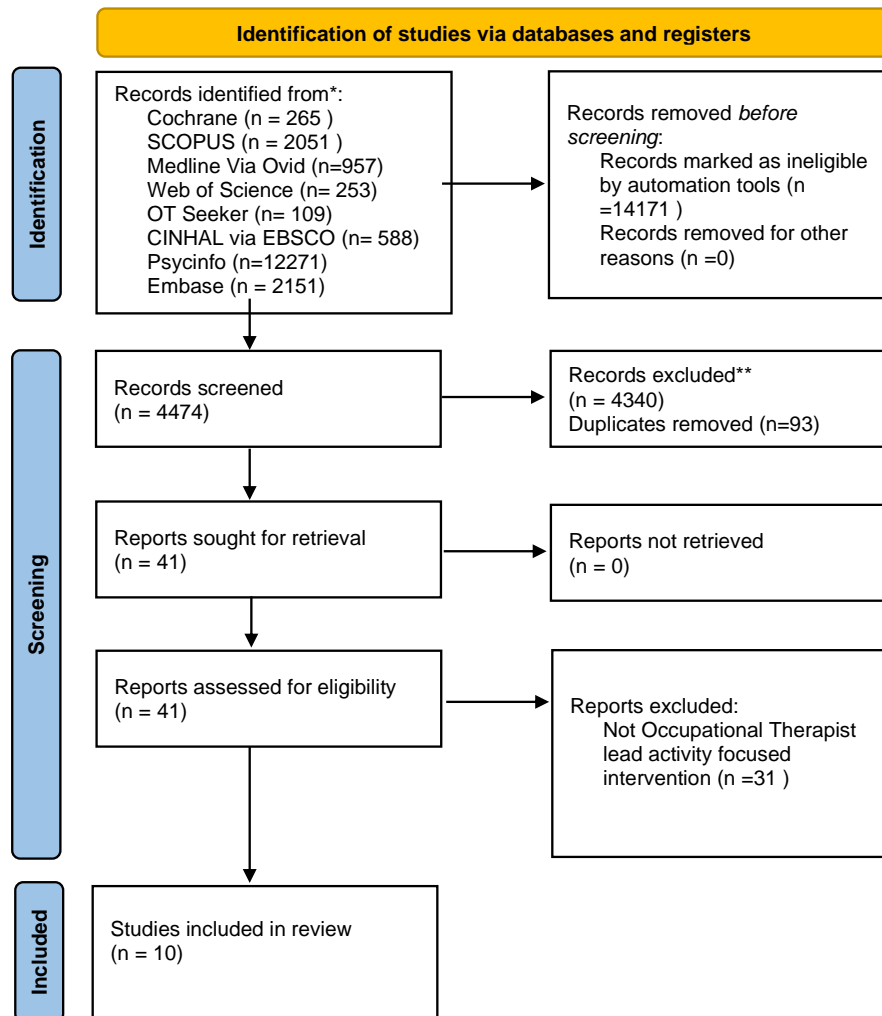 Identification of studies via databases and registers
Identification
Records identified from*:
Cochrane (n = 265 )
SCOPUS (n = 2051 )
Medline Via Ovid (n=957)
Web of Science (n= 253)
OT Seeker (n= 109)
CINHAL via EBSCO (n= 588)
Psycinfo (n=12271)
Embase (n = 2151)
Records removed before
screening:
Records marked as ineligible
by automation tools (n
=14171 )
Records removed for other
reasons (n =0)
Screening
Records screened
(n = 4474)
Records excluded**
(n = 4340)
Duplicates removed (n=93)
Reports sought for retrieval
(n = 41)
Reports not retrieved
(n = 0)
Reports assessed for eligibility
(n = 41)
Reports excluded:
Not Occupational Therapist
lead activity focused
intervention (n =31 )
Included
Studies included in review
(n = 10)